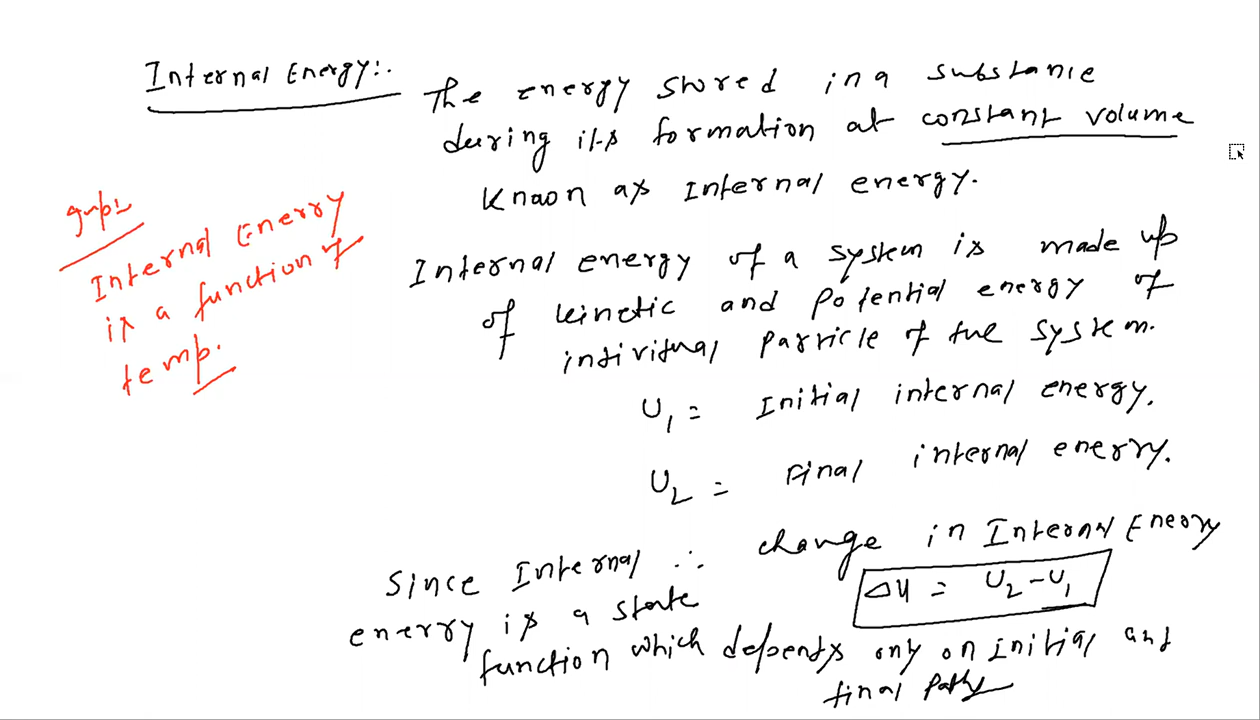 Internal Energy:-
The energy stored in a substance
during its formation at constant volume
Knaon as Internal energy.
Internal Energy
is a function of
temp.
Internal energy of a system is made up
of kinetic and potential energy of
indiviual particle of the system.
U1 = Initial internal energy.
U2 = Final internal energy.
∴ change in Internal Energy
ΔU = U2 - U1
Since Internal
energy is a state
function which depends only on initial and
final path